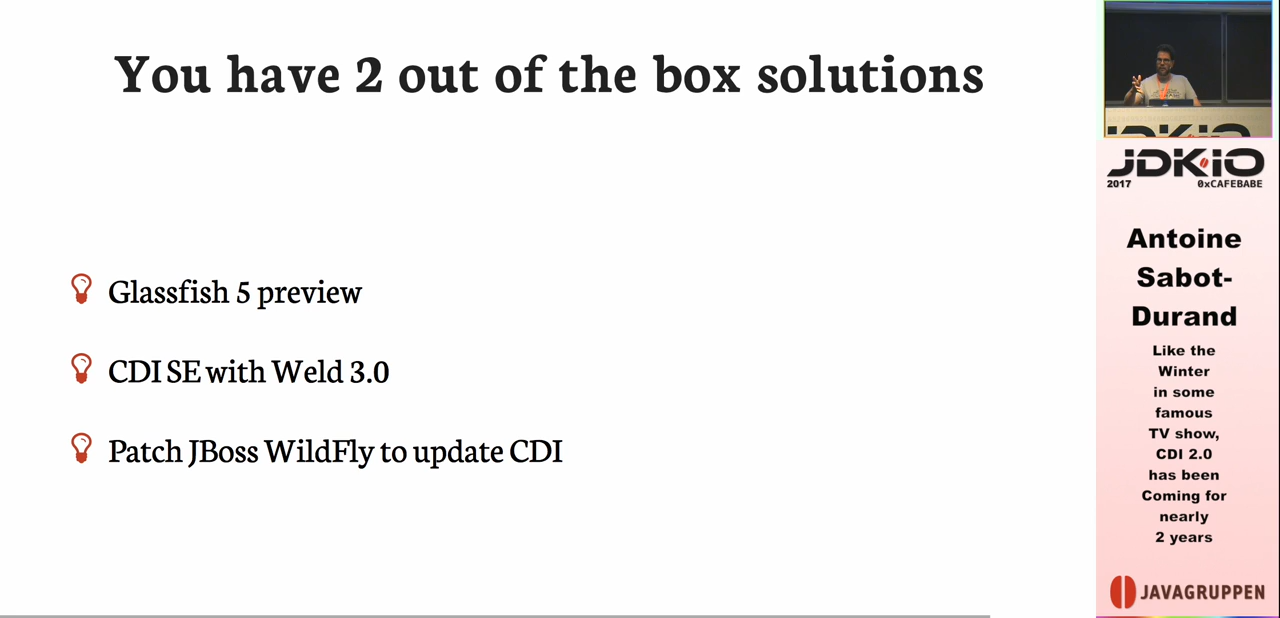 You have 2 out of the box solutions
Glassfish 5 preview
CDI SE with Weld 3.0
Patch JBoss WildFly to update CDI
JDK.IO
JDK.IO
2017 0xCAFEBABE
Antoine
Sabot-
Durand
Like the
Winter
in some
famous
TV show,
CDI 2.0
has been
Coming for
nearly
2 years
JAVAGRUPPEN